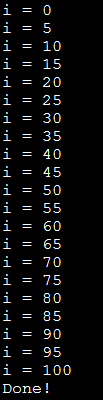 i = 0
i = 5
i = 10
i = 15
i = 20
i = 25
i = 30
i = 35
i = 40
i = 45
i = 50
i = 55
i = 60
i = 65
i = 70
i = 75
i = 80
i = 85
i = 90
i = 95
i = 100
Done!